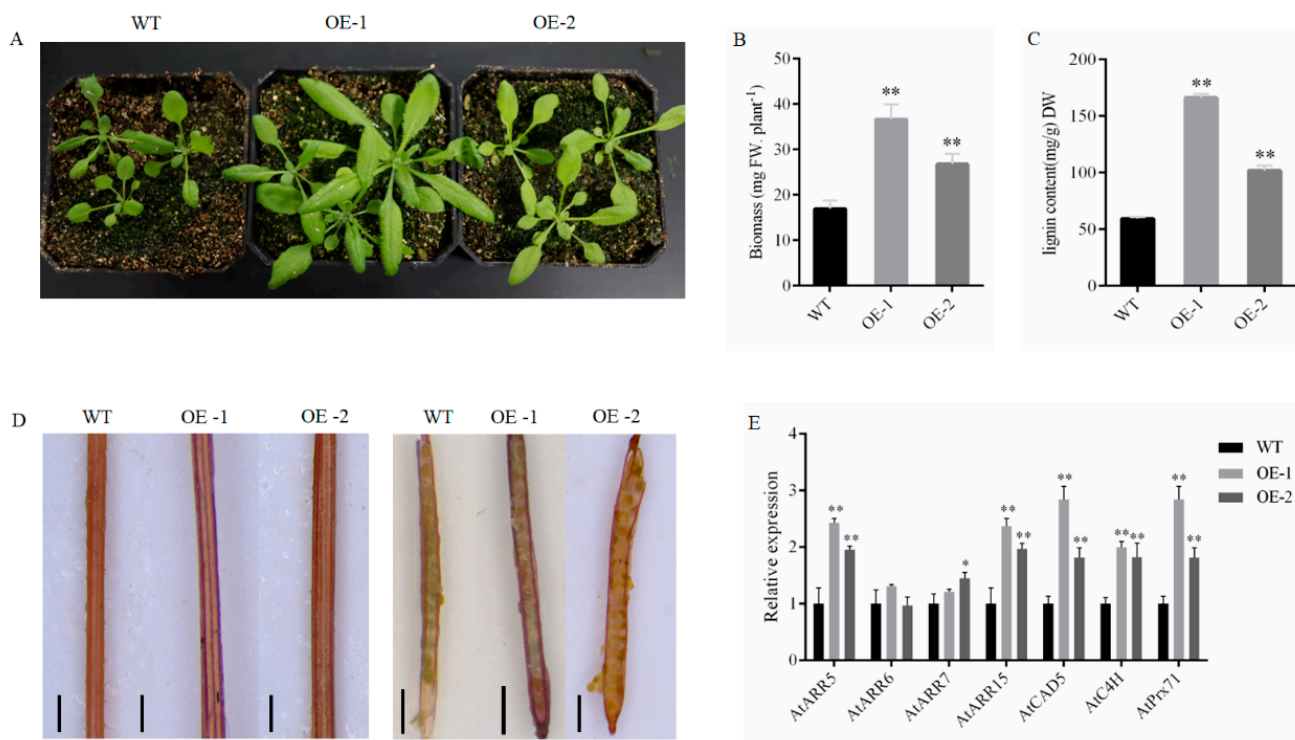 A
WT OE-1 OE-2
B
Biomass (mg FW. plant⁻¹)
50
40
30
20
10
0
WT OE-1 OE-2
** **
C
lignin content(mg/g) DW
200
150
100
50
0
WT OE-1 OE-2
** **
D
WT OE -1 OE -2
WT OE -1 OE -2
E
Relative expression
4
3
2
1
0
** ** * ** ** ** ** ** ** ** **
AtARR5 AtARR6 AtARR7 AtARR15 AtCAD5 AtC4H AtPrx71
WT
OE-1
OE-2